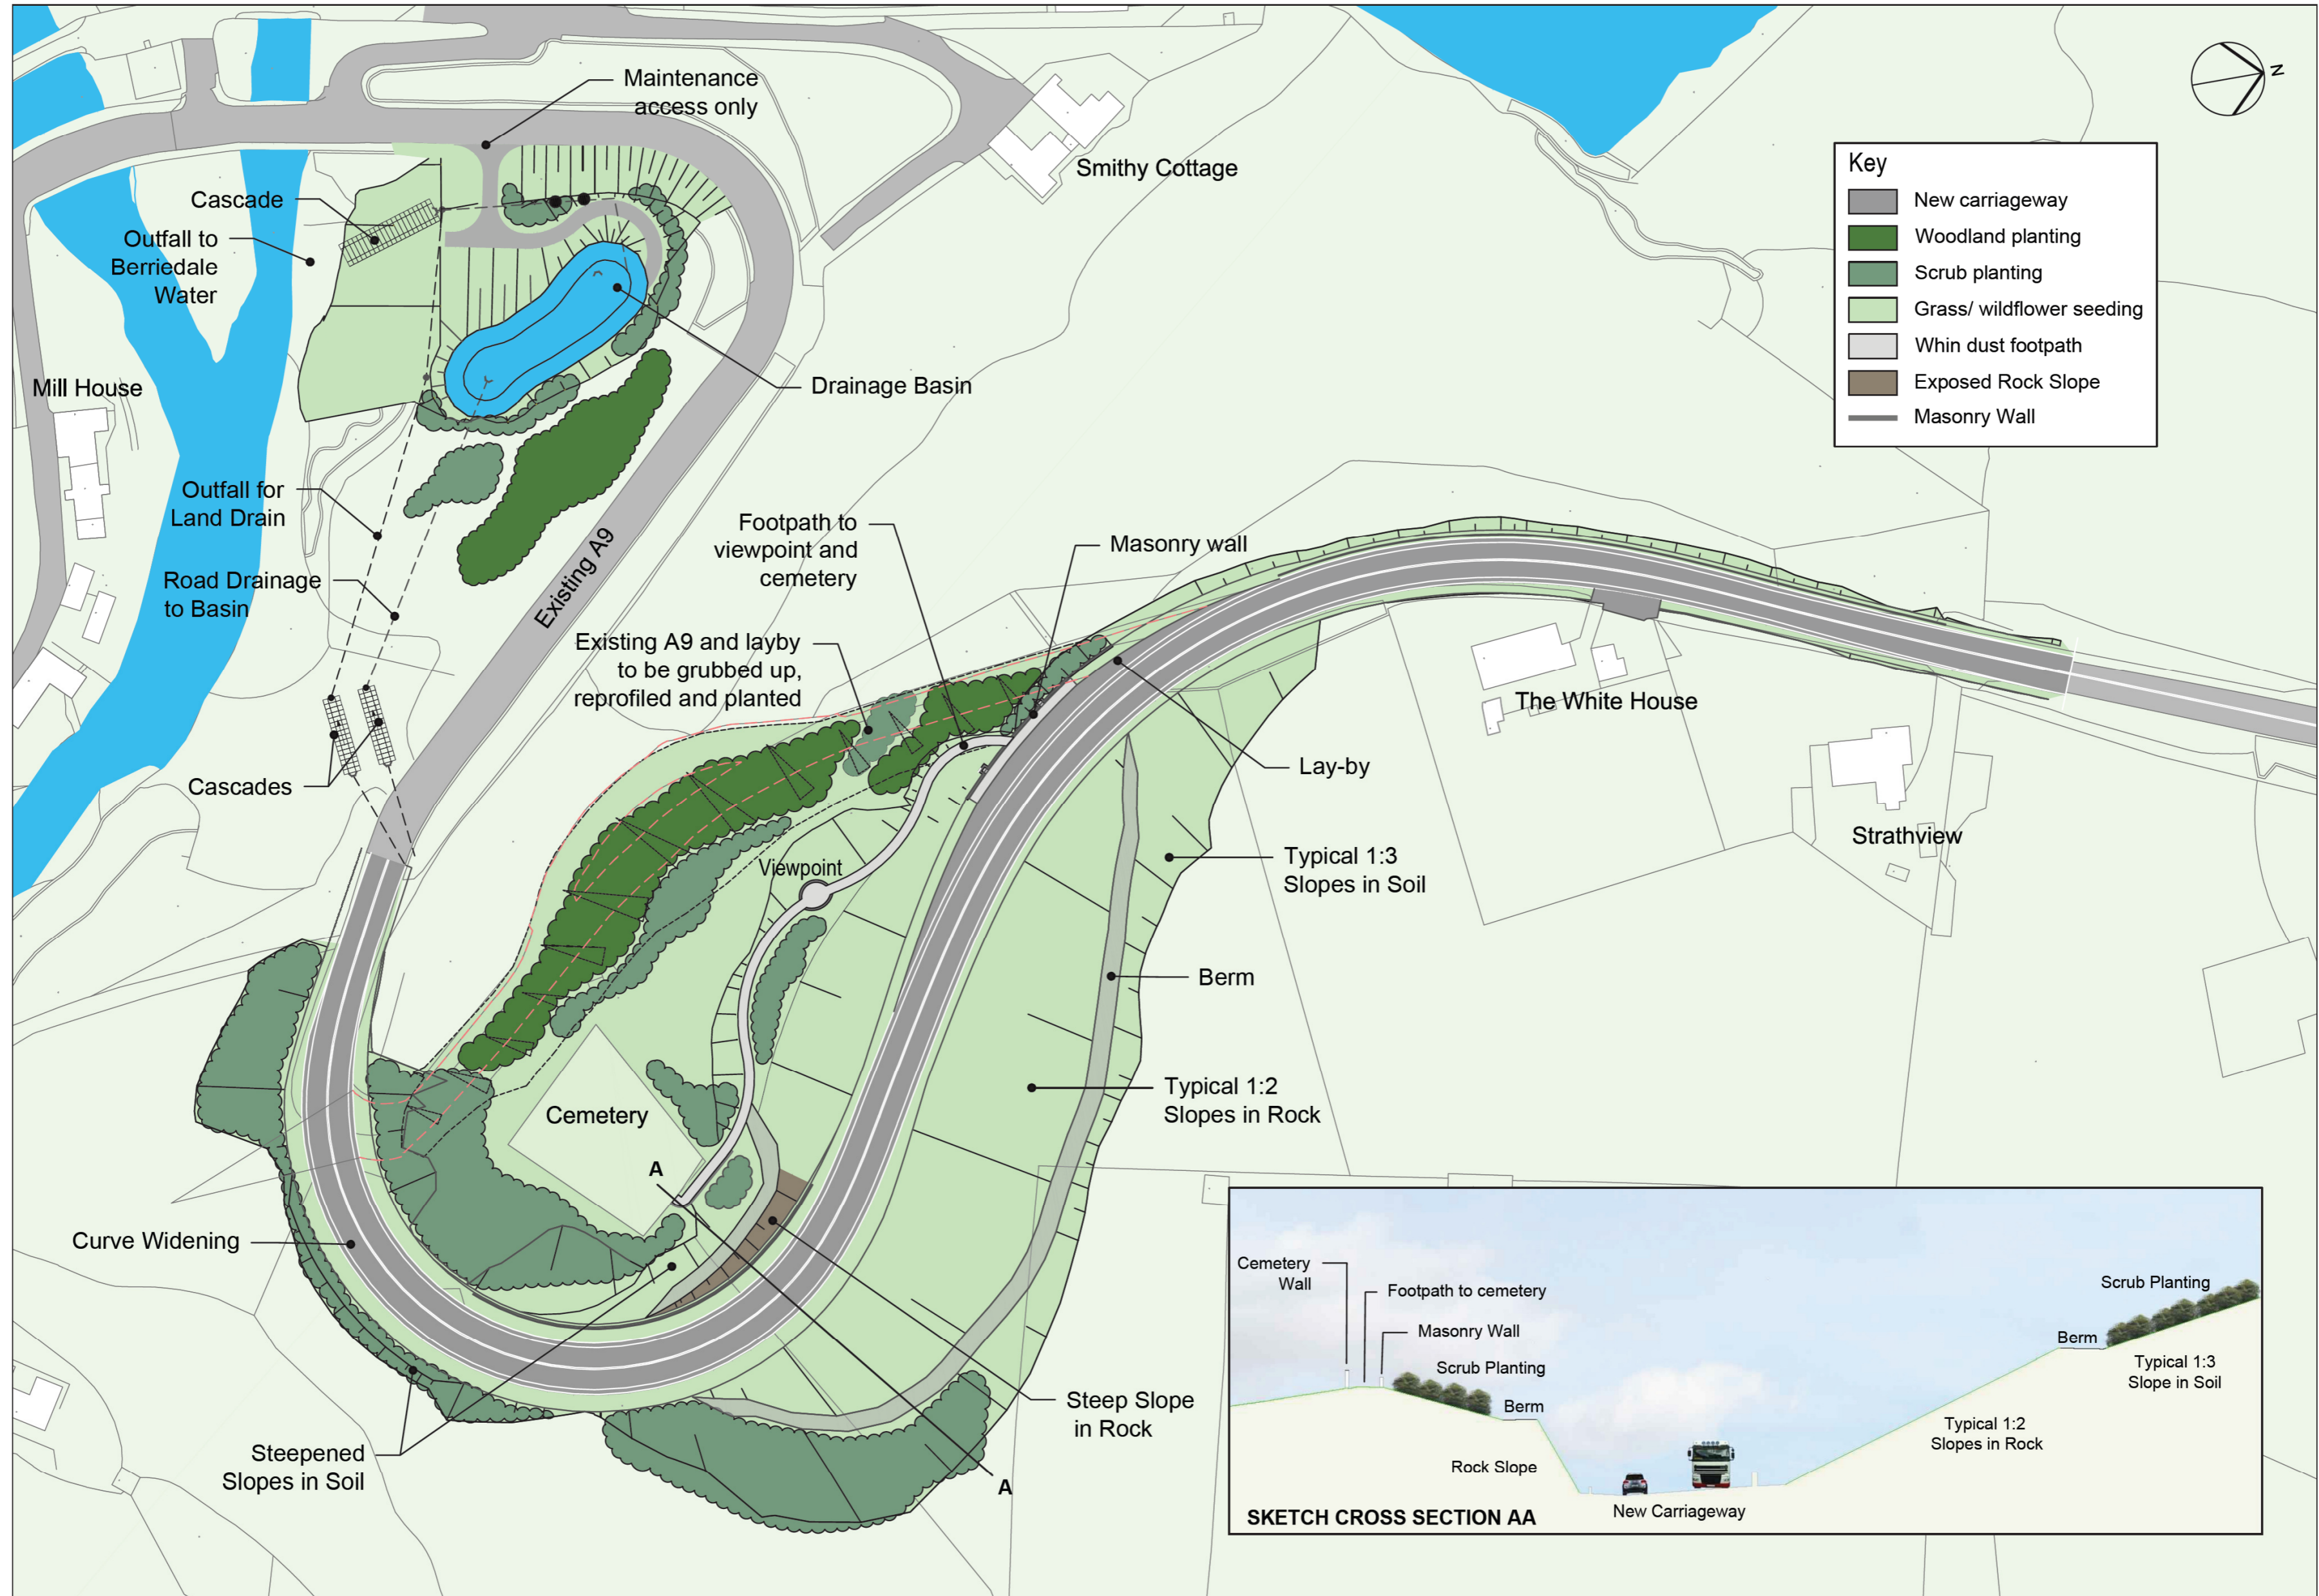 Maintenance
access only
N
Smithy Cottage
Cascade
Outfall to
Berriedale
Water
Key
New carriageway
Woodland planting
Scrub planting
Grass/ wildflower seeding
Whin dust footpath
Exposed Rock Slope
Masonry Wall
Mill House
Drainage Basin
Outfall for
Land Drain
Road Drainage
to Basin
Existing A9
Footpath to
viewpoint and
cemetery
Masonry wall
Existing A9 and layby
to be grubbed up,
reprofiled and planted
The White House
Lay-by
Cascades
Strathview
Viewpoint
Typical 1:3
Slopes in Soil
Berm
Typical 1:2
Slopes in Rock
Cemetery
A
Curve Widening
Steep Slope
in Rock
Steepened
Slopes in Soil
A
Cemetery
Wall
Footpath to cemetery
Masonry Wall
Scrub Planting
Berm
Rock Slope
New Carriageway
Scrub Planting
Berm
Typical 1:3
Slope in Soil
Typical 1:2
Slopes in Rock
SKETCH CROSS SECTION AA